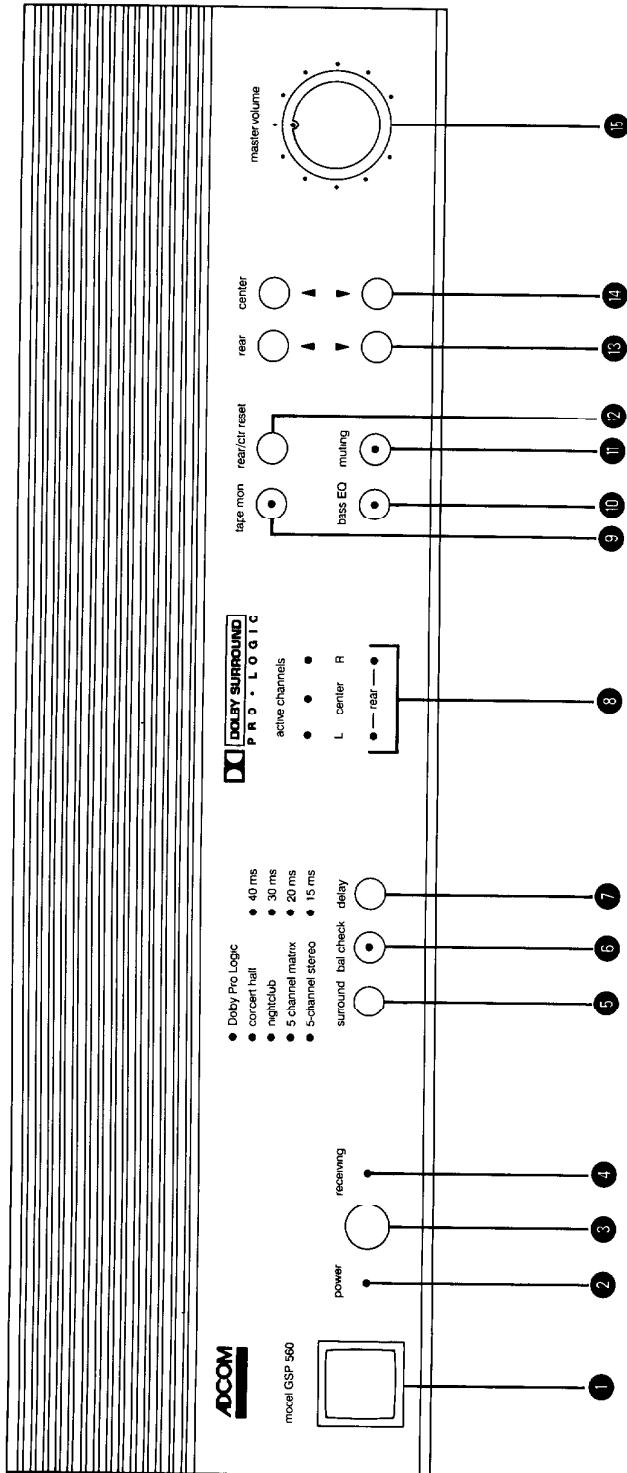 ADCOM
mocel GSP 560
power
receiving
Doby Pro Logic
corcert hall
nightclub
5 channel matrix
5-channel stereo
40 ms
30 ms
20 ms
15 ms
surround bal check delay
DOLBY SURROUND
PRO • LOGIC
active channels
L center R
rear
tape mon rear/ctr reset
bass EQ muting
rear center
master volume
1 2 3 4 5 6 7 8 9 10 11 12 13 14 15